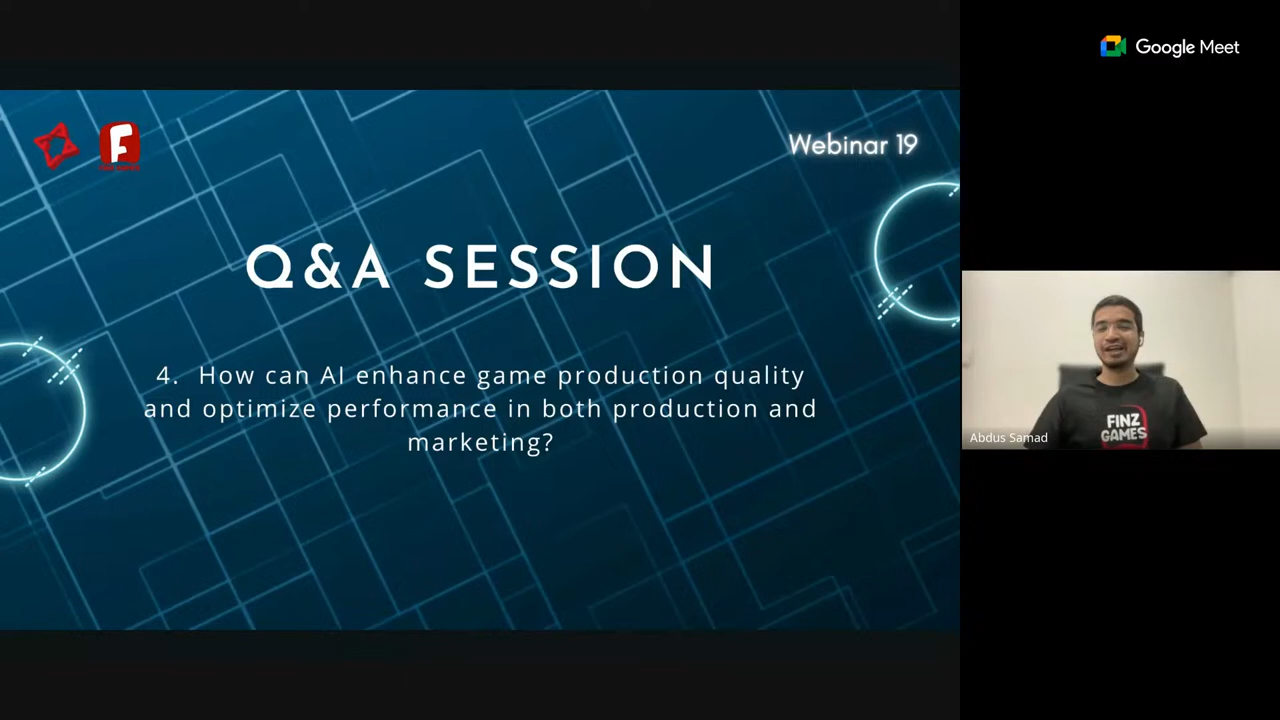 Google Meet
F
Webinar 19
Q&A SESSION
4. How can AI enhance game production quality
and optimize performance in both production and
marketing?
FINZ
GAMES
Abdus Samad